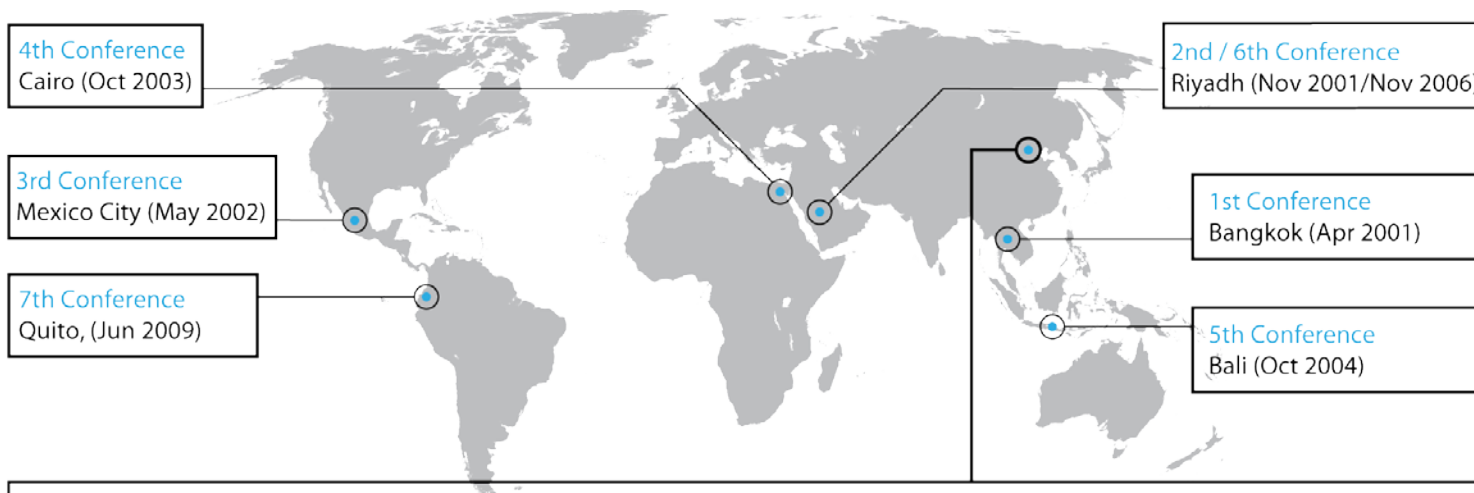 4th Conference
Cairo (Oct 2003)
2nd / 6th Conference
Riyadh (Nov 2001/Nov 2006)
3rd Conference
Mexico City (May 2002)
1st Conference
Bangkok (Apr 2001)
7th Conference
Quito, (Jun 2009)
5th Conference
Bali (Oct 2004)